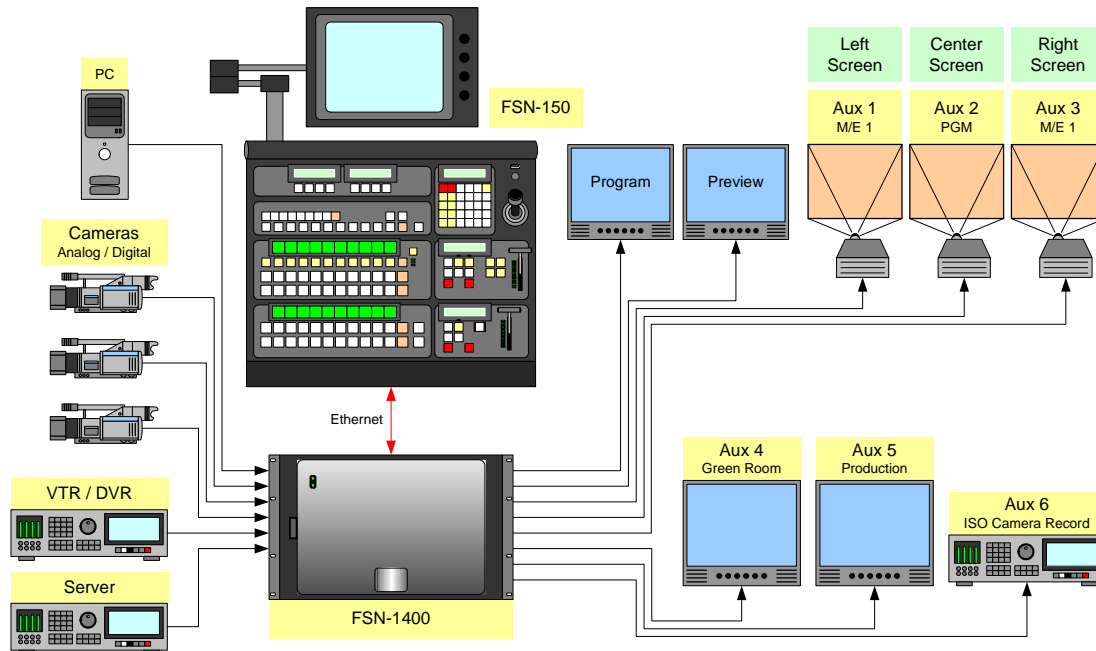 Left
Screen
Center
Screen
Right
Screen
PC
FSN-150
Aux 1
M/E 1
Aux 2
PGM
Aux 3
M/E 1
Program
Preview
Cameras
Analog / Digital
Ethernet
Aux 4
Green Room
Aux 5
Production
VTR / DVR
Aux 6
ISO Camera Record
Server
FSN-1400